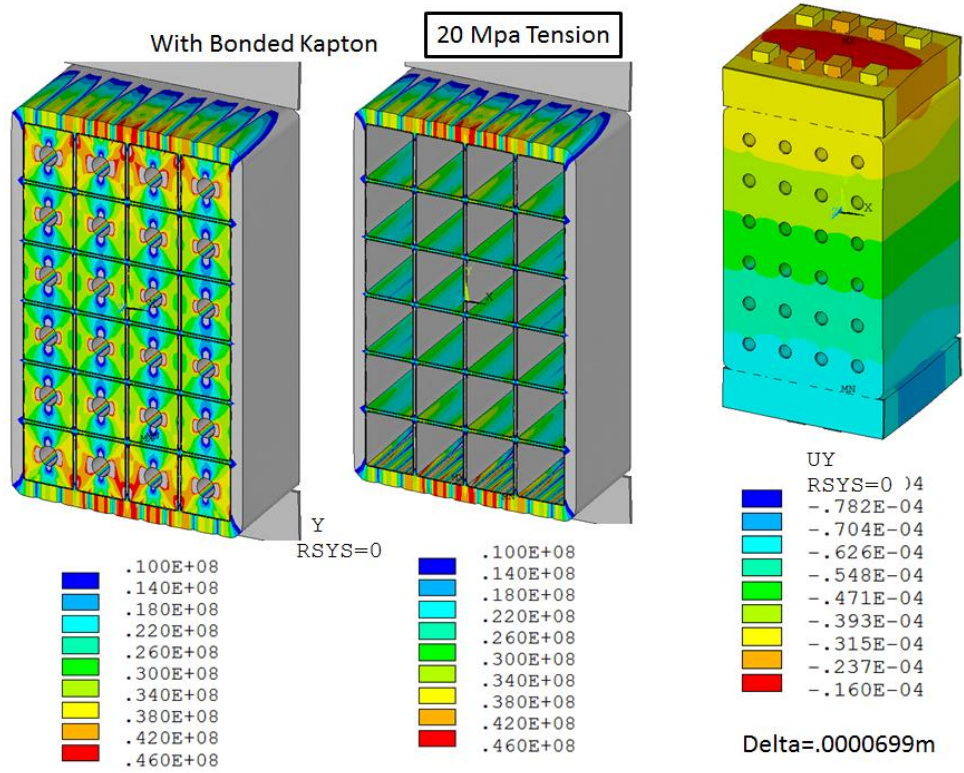 With Bonded Kapton
20 Mpa Tension
Y
RSYS=0
.100E+08
.140E+08
.180E+08
.220E+08
.260E+08
.300E+08
.340E+08
.380E+08
.420E+08
.460E+08
.100E+08
.140E+08
.180E+08
.220E+08
.260E+08
.300E+08
.340E+08
.380E+08
.420E+08
.460E+08
Y
X
X
MN
UY
RSYS=0 04
-.782E-04
-.704E-04
-.626E-04
-.548E-04
-.471E-04
-.393E-04
-.315E-04
-.237E-04
-.160E-04
Delta=.0000699m